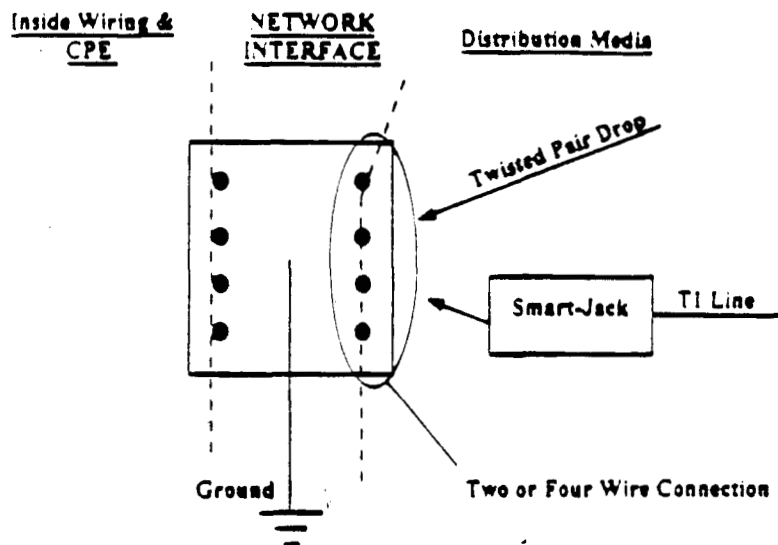 Inside Wiring &
CPE
NETWORK
INTERFACE
Distribution Media
Twisted Pair Drop
Smart-Jack
T1 Line
Ground
Two or Four Wire Connection